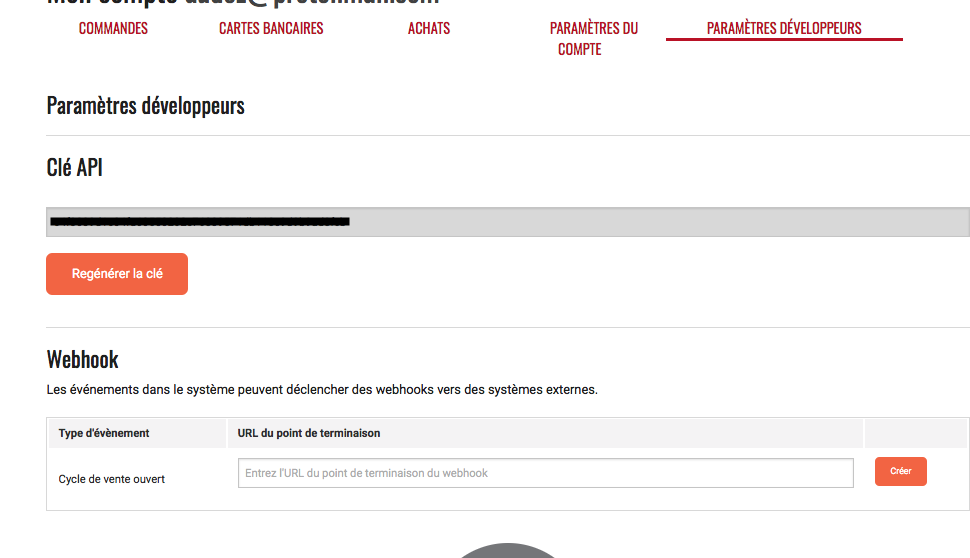 Mon compte
COMMANDES
CARTES BANCAIRES
ACHATS
PARAMÈTRES DU
COMPTE
PARAMÈTRES DÉVELOPPEURS
Paramètres développeurs
Clé API
Regénérer la clé
Webhook
Les événements dans le système peuvent déclencher des webhooks vers des systèmes externes.
Type d'évènement
URL du point de terminaison
Cycle de vente ouvert
Entrez l'URL du point de terminaison du webhook
Créer